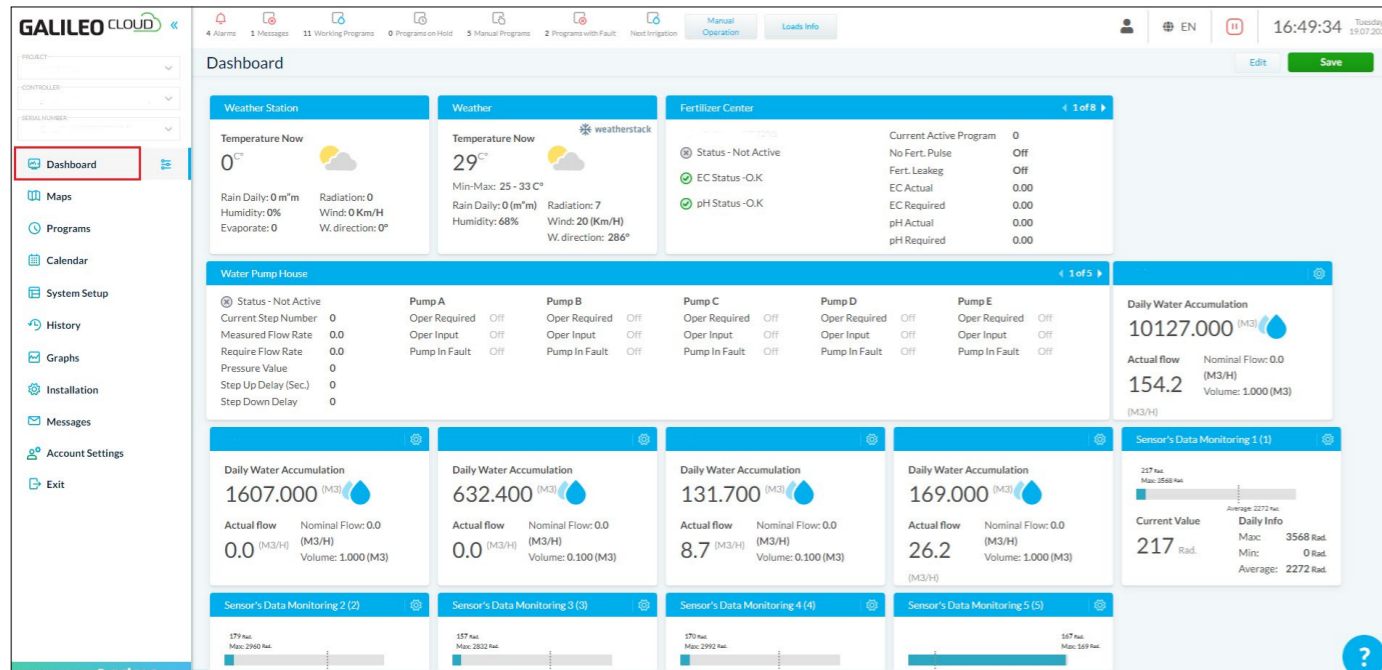 GALILEO CLOUD «
4 Alarms 1 Messages 11 Working Programs 0 Programs on Hold 5 Manual Programs 2 Programs with Fault Next Irrigation
Manual Operation
Loads Info
EN
16:49:34
Tuesday
PROJECT
CONTROLLER
SERIAL NUMBER
Dashboard
Maps
Programs
Calendar
System Setup
History
Graphs
Installation
Messages
Account Settings
Exit
Dashboard
Edit
Save
Weather Station
Temperature Now
0C°
Rain Daily: 0 m"m Radiation: 0
Humidity: 0% Wind: 0 Km/H
Evaporate: 0 W. direction: 0°
Weather
weatherstack
Temperature Now
29C°
Min-Max: 25 - 33 C°
Rain Daily: 0 (m"m) Radiation: 7
Humidity: 68% Wind: 20 (Km/H)
W. direction: 286°
Fertilizer Center
1 of 8
Status - Not Active
EC Status -O.K
pH Status -O.K
Current Active Program 0
No Fert. Pulse Off
Fert. Leakeg Off
EC Actual 0.00
EC Required 0.00
pH Actual 0.00
pH Required 0.00
Water Pump House
1 of 5
Status - Not Active
Current Step Number 0
Measured Flow Rate 0.0
Require Flow Rate 0.0
Pressure Value 0
Step Up Delay (Sec.) 0
Step Down Delay 0
Pump A
Oper Required Off
Oper Input Off
Pump In Fault Off
Pump B
Oper Required Off
Oper Input Off
Pump In Fault Off
Pump C
Oper Required Off
Oper Input Off
Pump In Fault Off
Pump D
Oper Required Off
Oper Input Off
Pump In Fault Off
Pump E
Oper Required Off
Oper Input Off
Pump In Fault Off
Daily Water Accumulation
10127.000 (M3)
Actual flow Nominal Flow: 0.0
(M3/H)
154.2 Volume: 1.000 (M3)
(M3/H)
Daily Water Accumulation
1607.000 (M3)
Actual flow Nominal Flow: 0.0
(M3/H)
0.0 (M3/H) Volume: 1.000 (M3)
Daily Water Accumulation
632.400 (M3)
Actual flow Nominal Flow: 0.0
(M3/H)
0.0 (M3/H) Volume: 0.100 (M3)
Daily Water Accumulation
131.700 (M3)
Actual flow Nominal Flow: 0.0
(M3/H)
8.7 (M3/H) Volume: 0.100 (M3)
Daily Water Accumulation
169.000 (M3)
Actual flow Nominal Flow: 0.0
(M3/H)
26.2 Volume: 1.000 (M3)
(M3/H)
Sensor's Data Monitoring 1 (1)
217 Rad.
Max: 3568 Rad.
Average: 2272 Rad.
Current Value Daily Info
217 Rad.
Max: 3568 Rad.
Min: 0 Rad.
Average: 2272 Rad.
Sensor's Data Monitoring 2 (2)
179 Rad.
Max: 2960 Rad.
Sensor's Data Monitoring 3 (3)
157 Rad.
Max: 2832 Rad.
Sensor's Data Monitoring 4 (4)
170 Rad.
Max: 2992 Rad.
Sensor's Data Monitoring 5 (5)
167 Rad.
Max: 169 Rad.
?